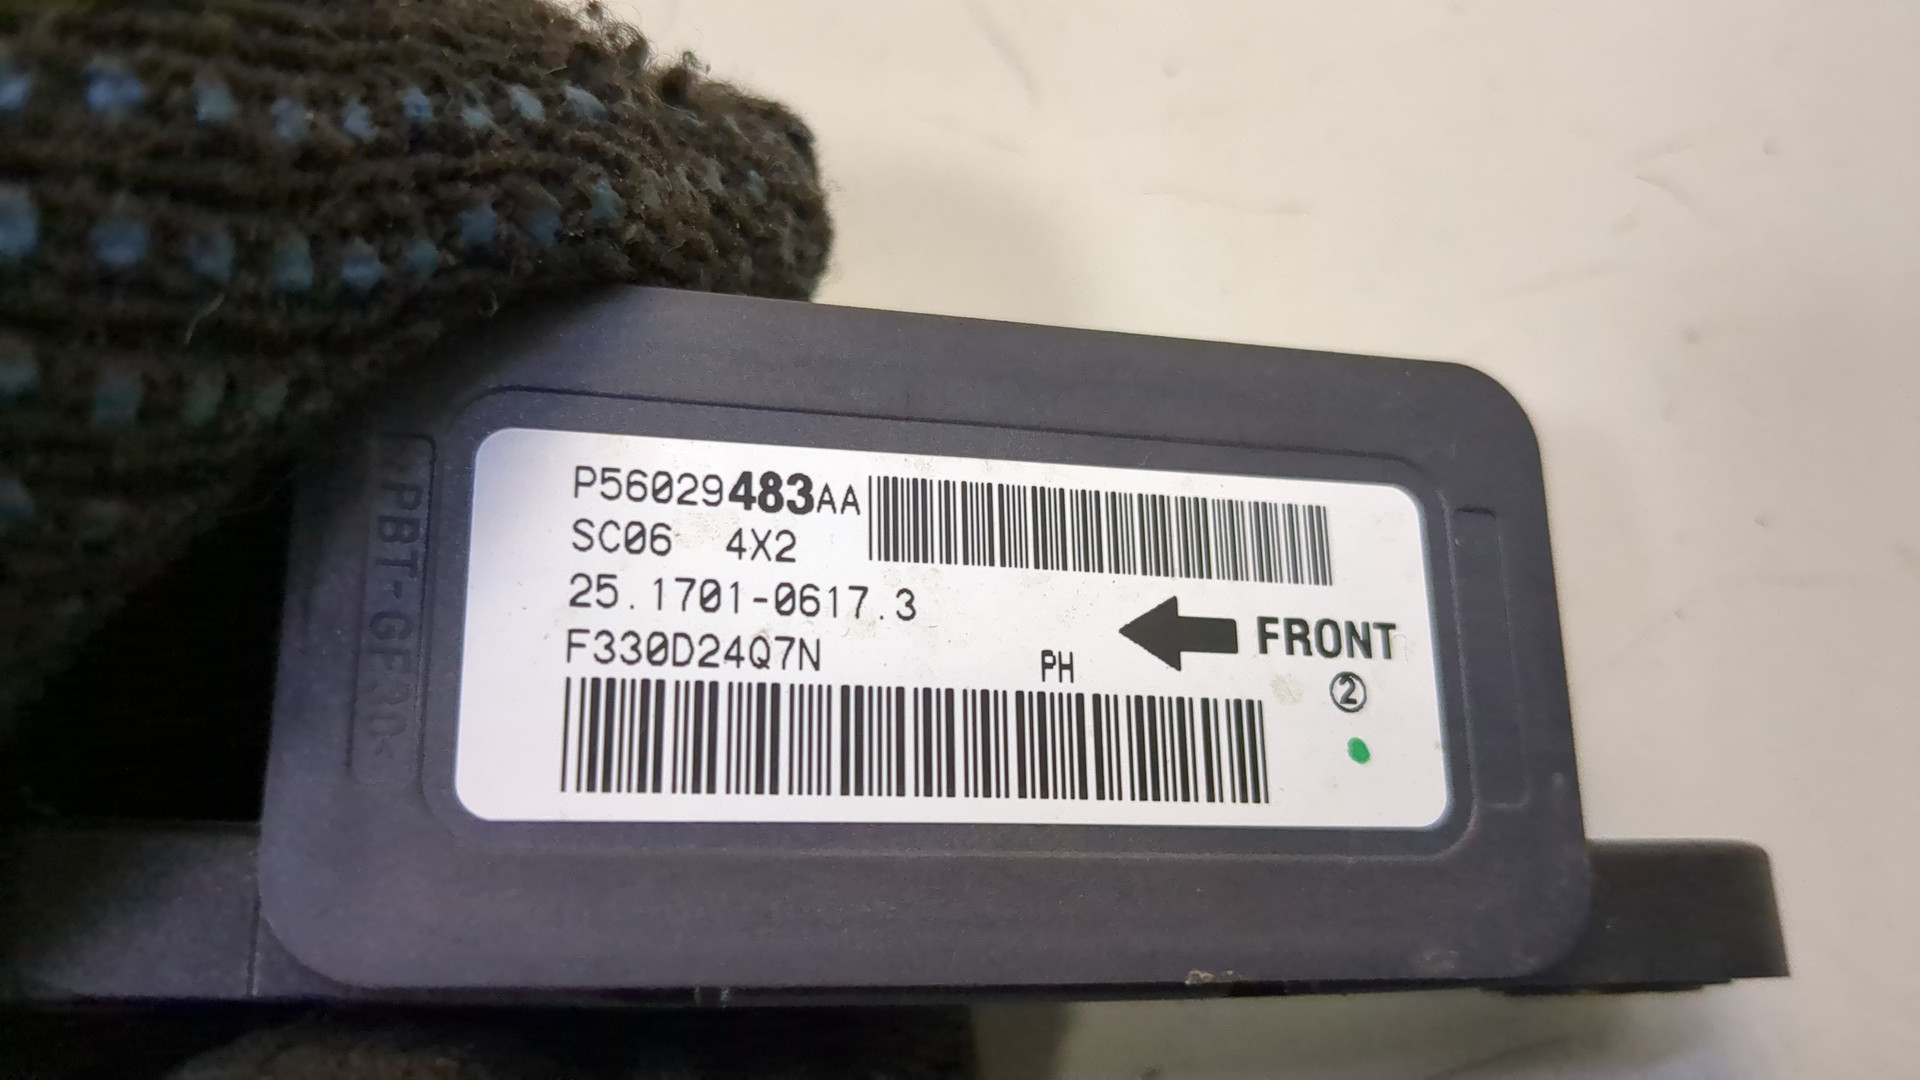 P56029483AA
SC06 4X2
25.1701-0617.3
F330D24Q7N
PH
FRONT
②
>PBT-GF30<